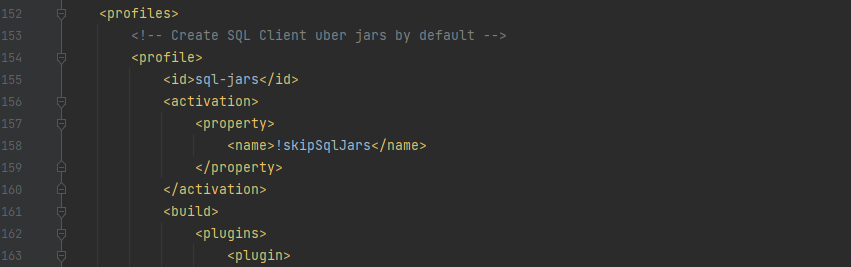 152 <profiles>
153 <!-- Create SQL Client uber jars by default -->
154 <profile>
155 <id>sql-jars</id>
156 <activation>
157 <property>
158 <name>!skipSqlJars</name>
159 </property>
160 </activation>
161 <build>
162 <plugins>
163 <plugin>